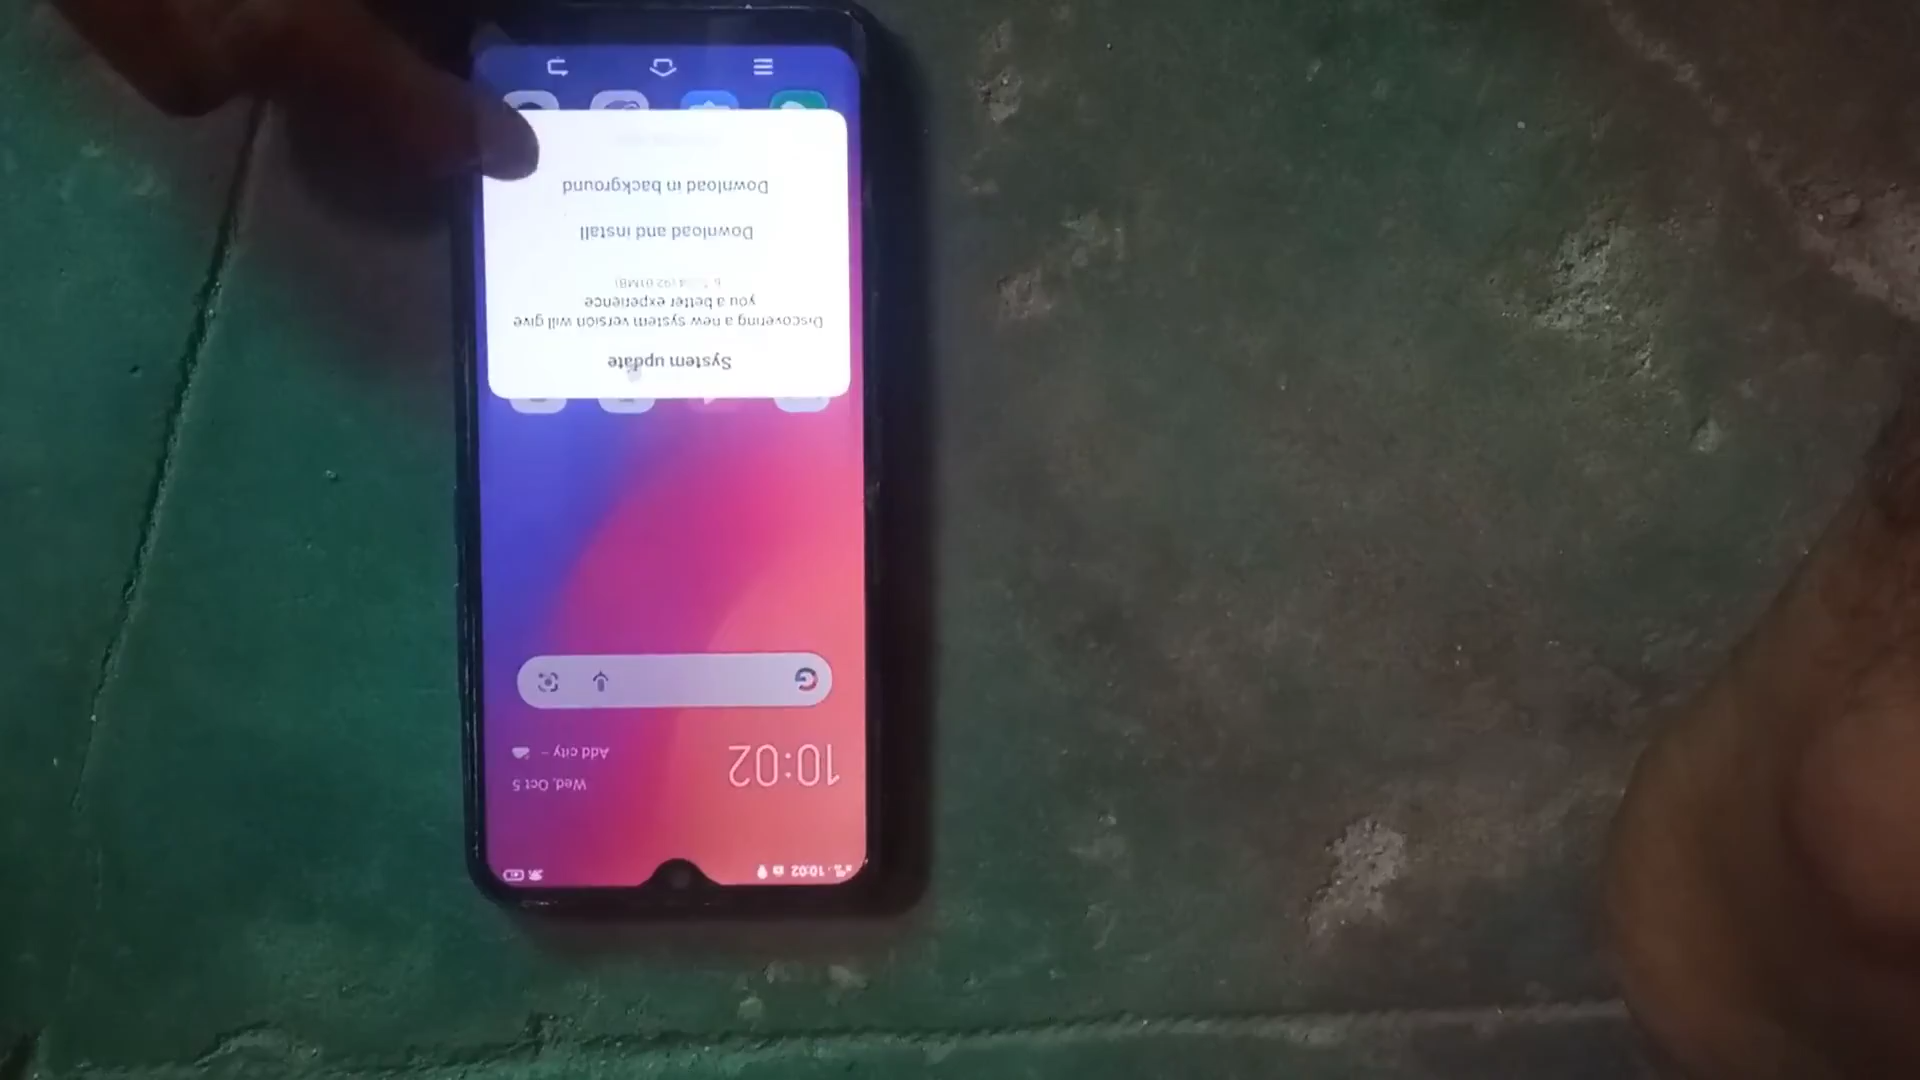 10:02
10:02
Wed, Oct 5
Add city -
G
System update
Discovering a new system version will give
you a better experience
Download and install
Download in background